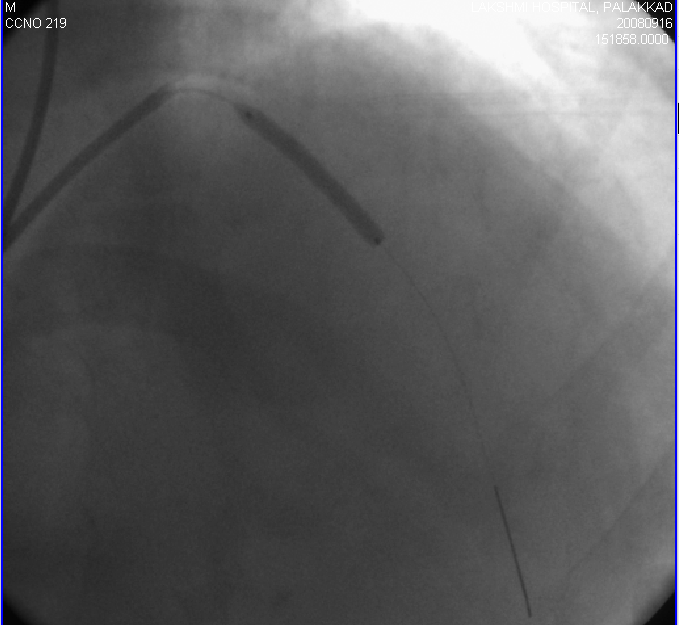 M
LAKSHMI HOSPITAL, PALAKKAD
CCNO 219
20080916
151858.0000